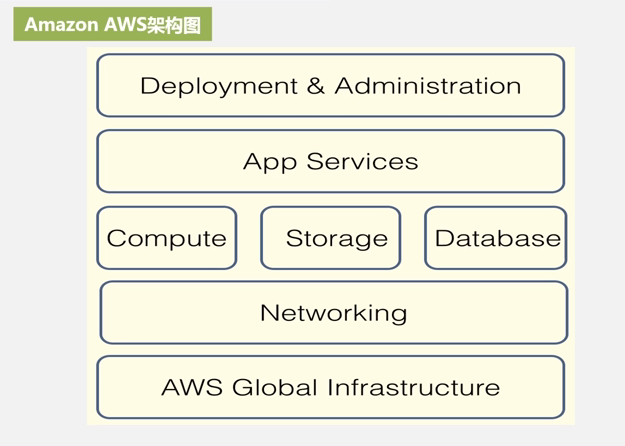 Amazon AWS架构图
Deployment & Administration
App Services
Compute
Storage
Database
Networking
AWS Global Infrastructure